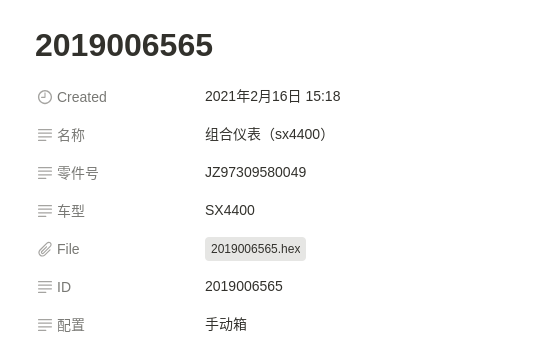 2019006565
Created 2021年2月16日 15:18
名称 组合仪表（sx4400）
零件号 JZ97309580049
车型 SX4400
File 2019006565.hex
ID 2019006565
配置 手动箱